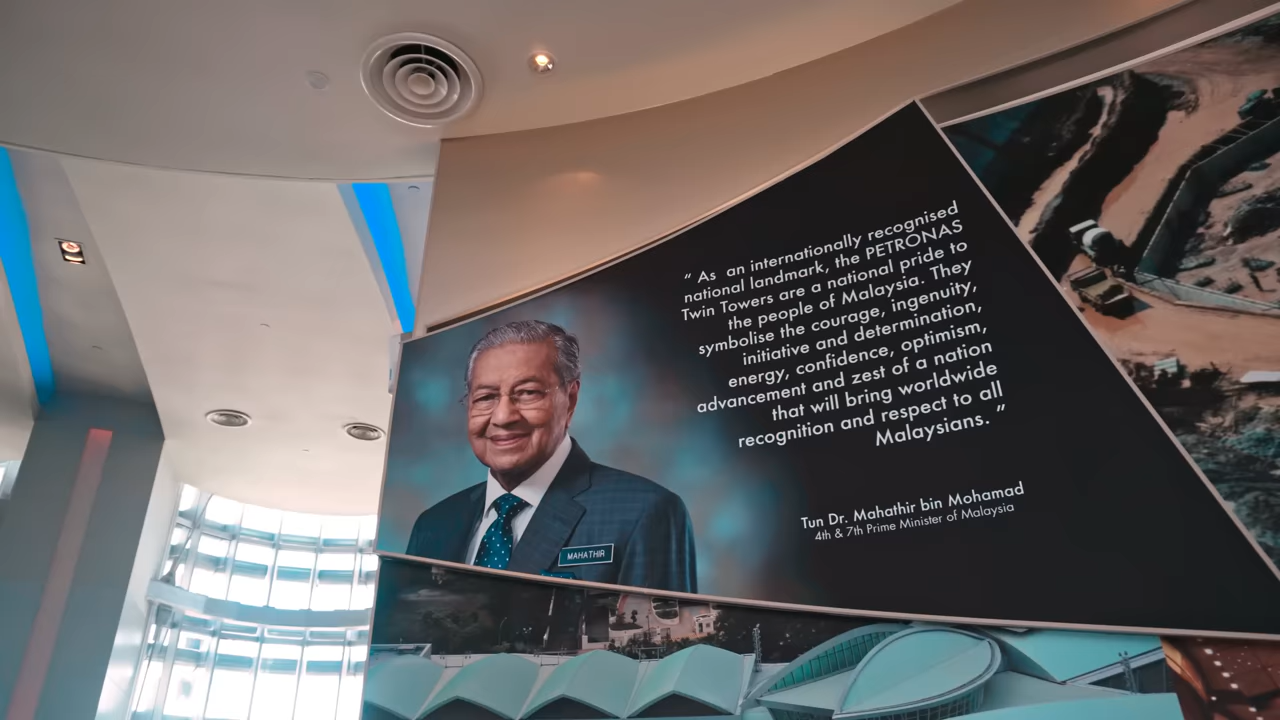 “ As an internationally recognised
national landmark, the PETRONAS
Twin Towers are a national pride to
the people of Malaysia. They
symbolise the courage, ingenuity,
initiative and determination,
energy, confidence, optimism,
advancement and zest of a nation
that will bring worldwide
recognition and respect to all
Malaysians. ”
Tun Dr. Mahathir bin Mohamad
4th & 7th Prime Minister of Malaysia
MAHATHIR